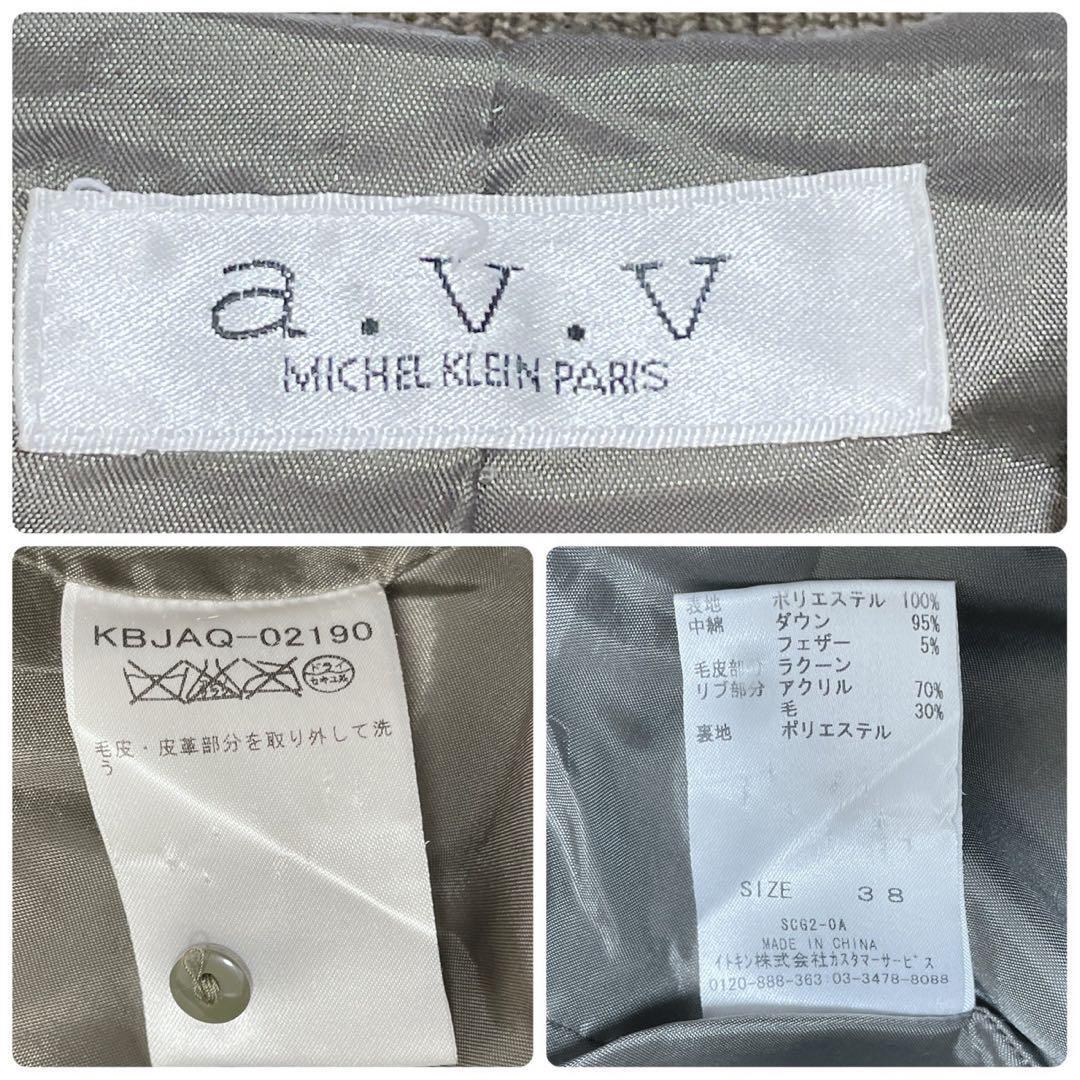 a.v.v
MICHEL KLEIN PARIS
KBJAQ-02190
ドライ
セキユ系
毛皮・皮革部分を取り外して洗
う
表地 ポリエステル 100%
中綿 ダウン 95%
フェザー 5%
毛皮部分 ラクーン
リブ部分 アクリル 70%
毛 30%
裏地 ポリエステル
SIZE 38
SCG2-0A
MADE IN CHINA
イトキン株式会社カスタマーサービス
0120-888-363 03-3478-8088